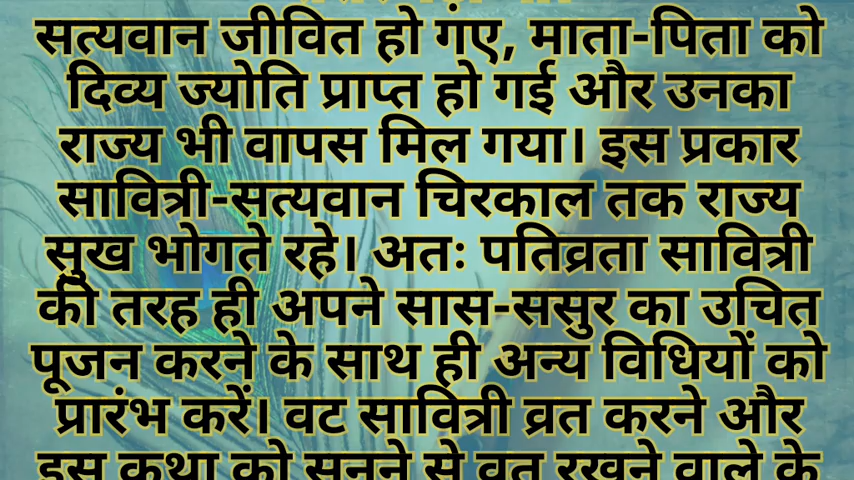 सत्यवान जीवित हो गंए, माता-पिता को
दिव्य ज्योति प्राप्त हो गई और उनका
राज्य भी वापस मिल गया। इस प्रकार
सावित्री-सत्यवान चिरकाल तक राज्य
सुख भोगते रहे। अतः पतिव्रता सावित्री
की तरह ही अपने सास-ससुर का उचित
पूजन करने के साथ ही अन्य विधियों को
प्रारंभ करें। वट सावित्री व्रत करने और
इस कथा को सुनने से व्रत रखने वाले के